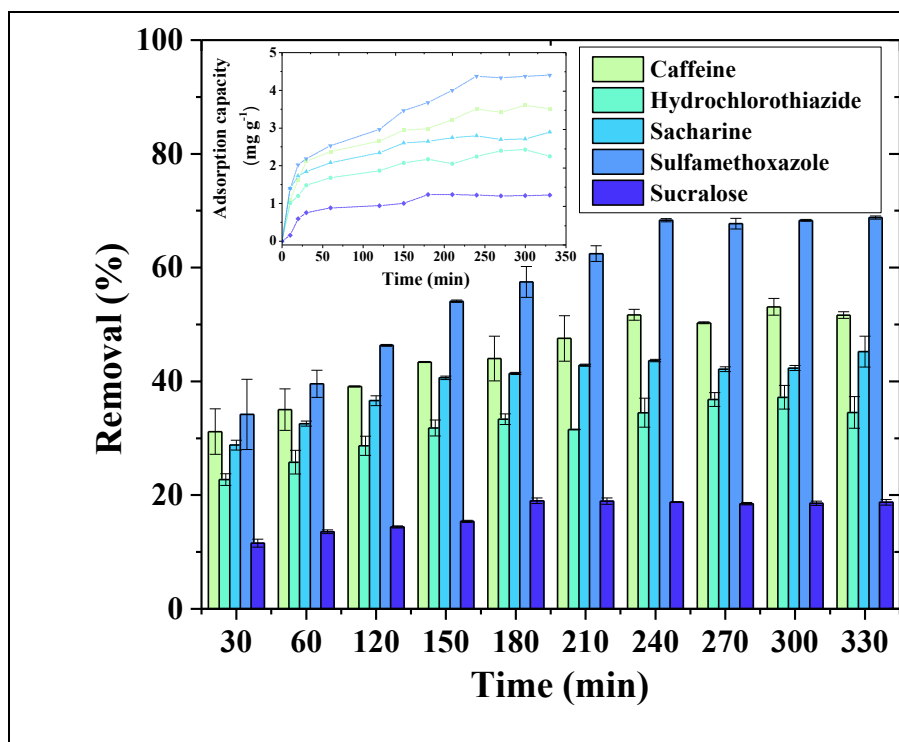 100
80
60
40
20
0
Removal (%)
5
4
3
2
1
0
Adsorption capacity
(mg g⁻¹)
0 50 100 150 200 250 300 350
Time (min)
Caffeine
Hydrochlorothiazide
Sacharine
Sulfamethoxazole
Sucralose
30 60 120 150 180 210 240 270 300 330
Time (min)